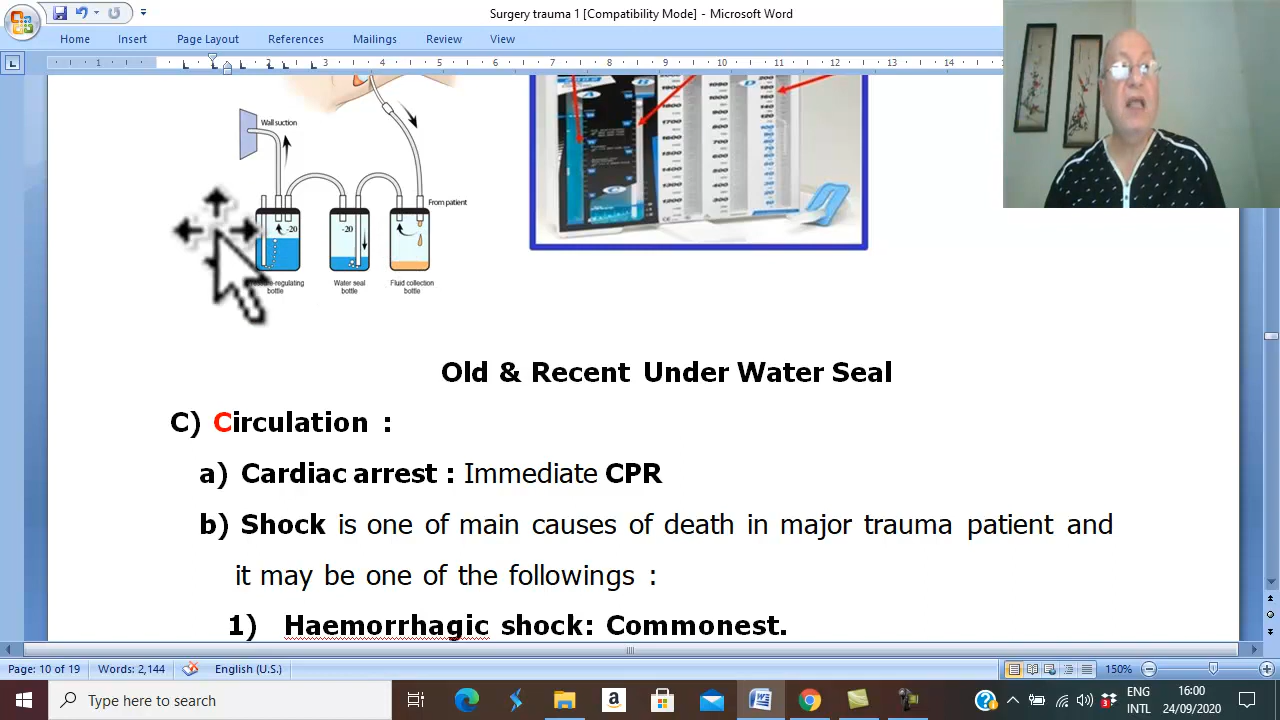 Surgery trauma 1 [Compatibility Mode] - Microsoft Word
Home Insert Page Layout References Mailings Review View
Wall suction
From patient
-20 -20
bottle Water seal bottle Fluid collection bottle
Old & Recent Under Water Seal
C) Circulation :
a) Cardiac arrest : Immediate CPR
b) Shock is one of main causes of death in major trauma patient and
it may be one of the followings :
1) Haemorrhagic shock: Commonest.
Page: 10 of 19 Words: 2,144 English (U.S.) 150%
Type here to search
ENG INTL
16:00
24/09/2020